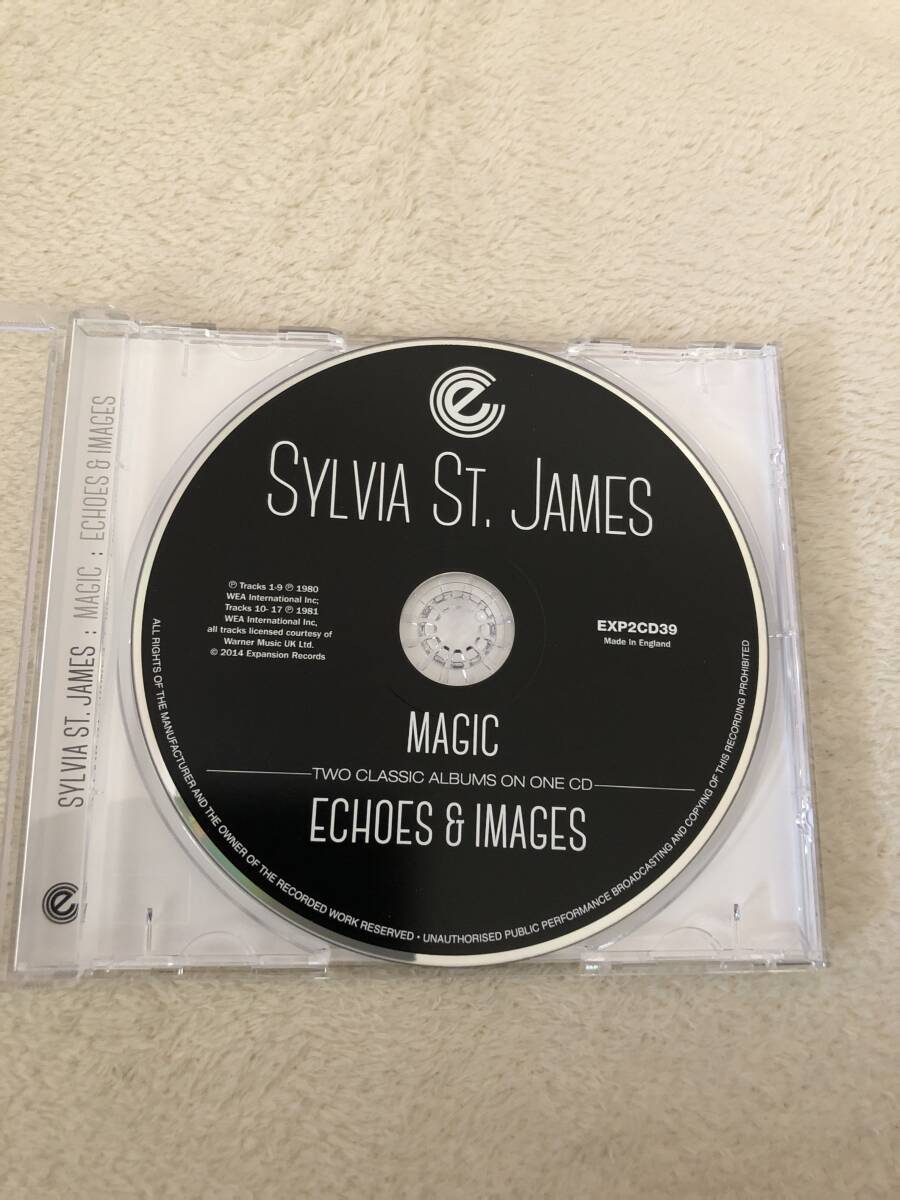 SYLVIA ST. JAMES : MAGIC : ECHOES & IMAGES
e
e
SYLVIA ST. JAMES
℗ Tracks 1-9 ℗ 1980
WEA International Inc;
Tracks 10- 17 ℗ 1981
WEA International Inc,
all tracks licensed courtesy of
Warner Music UK Ltd.
© 2014 Expansion Records
EXP2CD39
Made In England
MAGIC
TWO CLASSIC ALBUMS ON ONE CD
ECHOES & IMAGES
ALL RIGHTS OF THE MANUFACTURER AND THE OWNER OF THE RECORDED WORK RESERVED • UNAUTHORISED PUBLIC PERFORMANCE BROADCASTING AND COPYING OF THIS RECORDING PROHIBITED